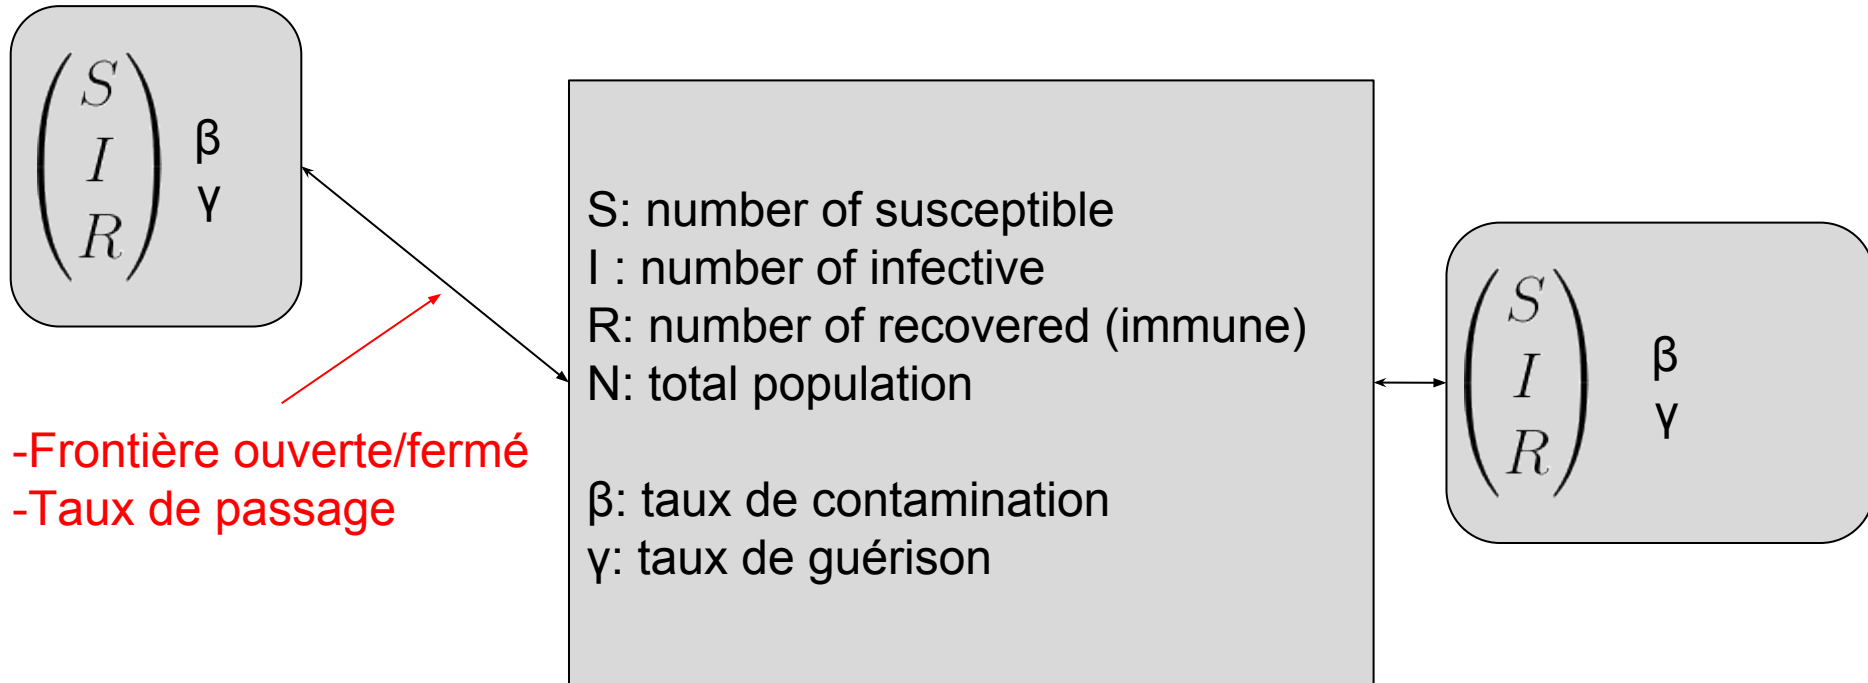 S
I
R
β
γ
-Frontière ouverte/fermé
-Taux de passage
S: number of susceptible
I : number of infective
R: number of recovered (immune)
N: total population
β: taux de contamination
γ: taux de guérison
S
I
R
β
γ